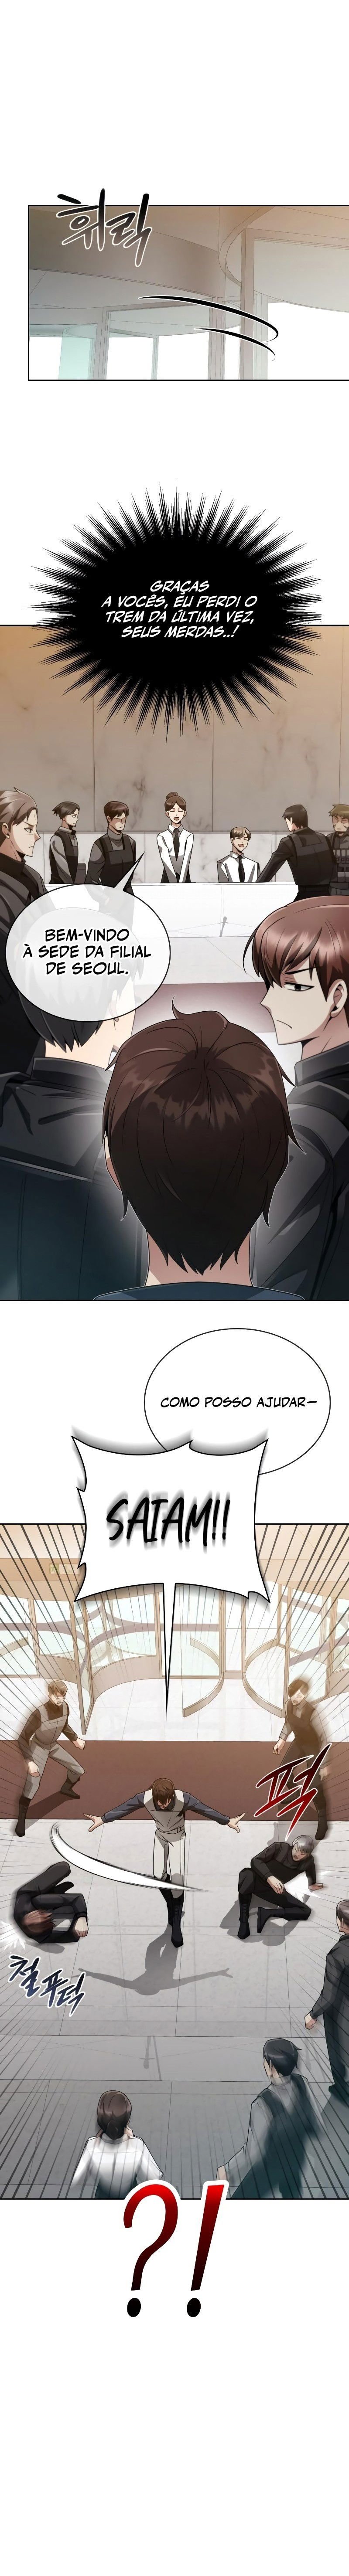 휘릭
GRAÇAS
A VOCÊS, EU PERDI O
TREM DA ÚLTIMA VEZ,
SEUS MERDAS..!
BEM-VINDO
À SEDE DA FILIAL
DE SEOUL.
COMO POSSO AJUDAR—
SAIAM!!
퍽
철푸덕
?!